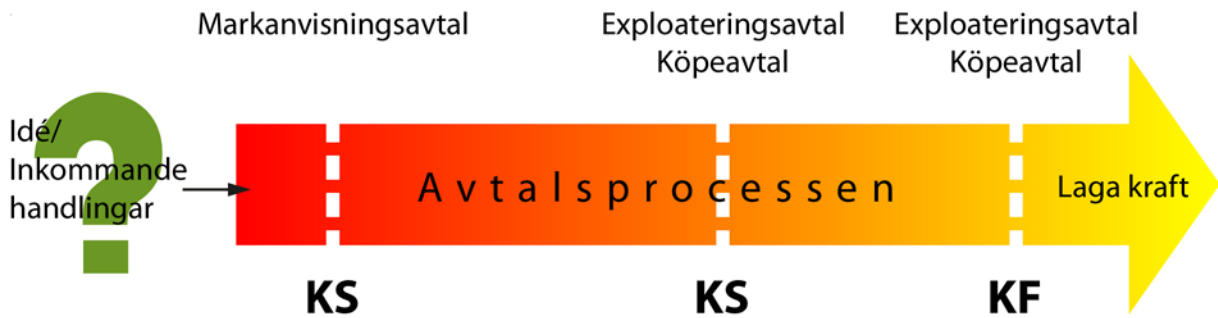 Markanvisningsavtal
Exploateringsavtal
Köpeavtal
Exploateringsavtal
Köpeavtal
Idé/
Inkommande
handlingar
Avtalsprocessen
Laga kraft
KS
KS
KF